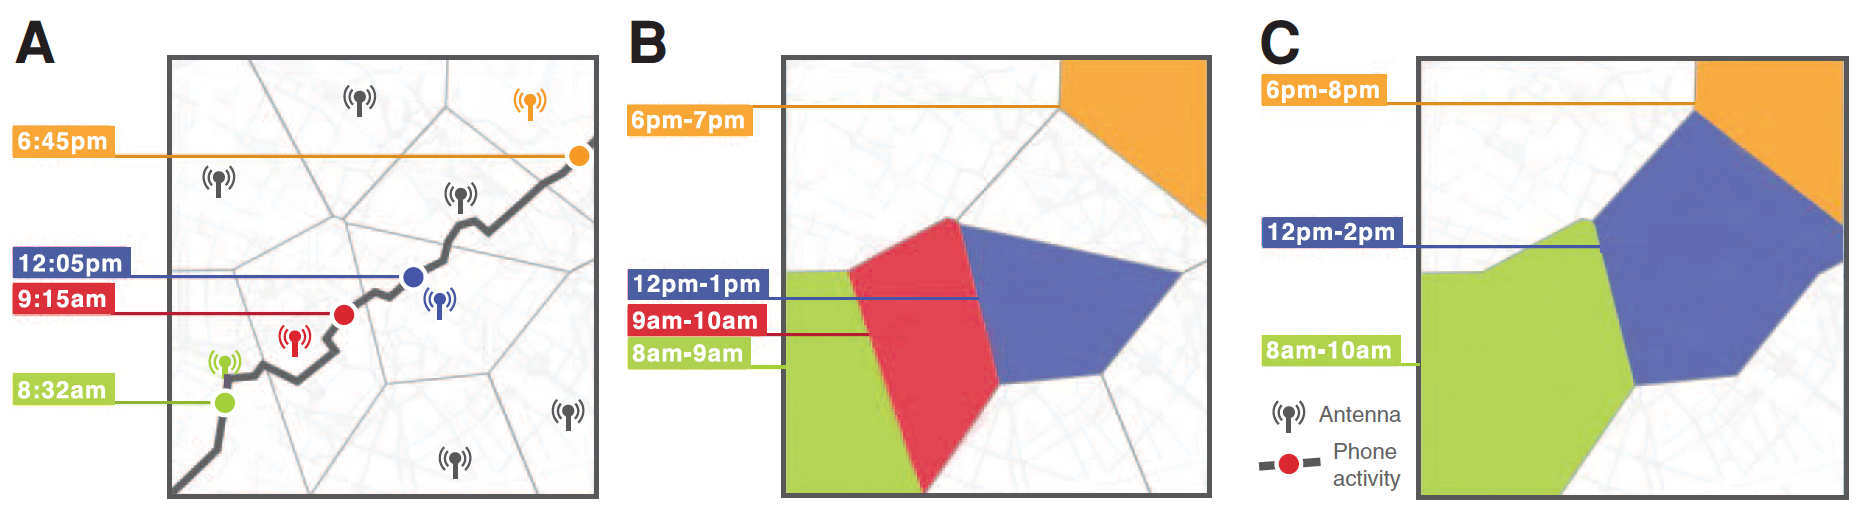 A
6:45pm
12:05pm
9:15am
8:32am
B
6pm-7pm
12pm-1pm
9am-10am
8am-9am
C
6pm-8pm
12pm-2pm
8am-10am
Antenna
Phone
activity